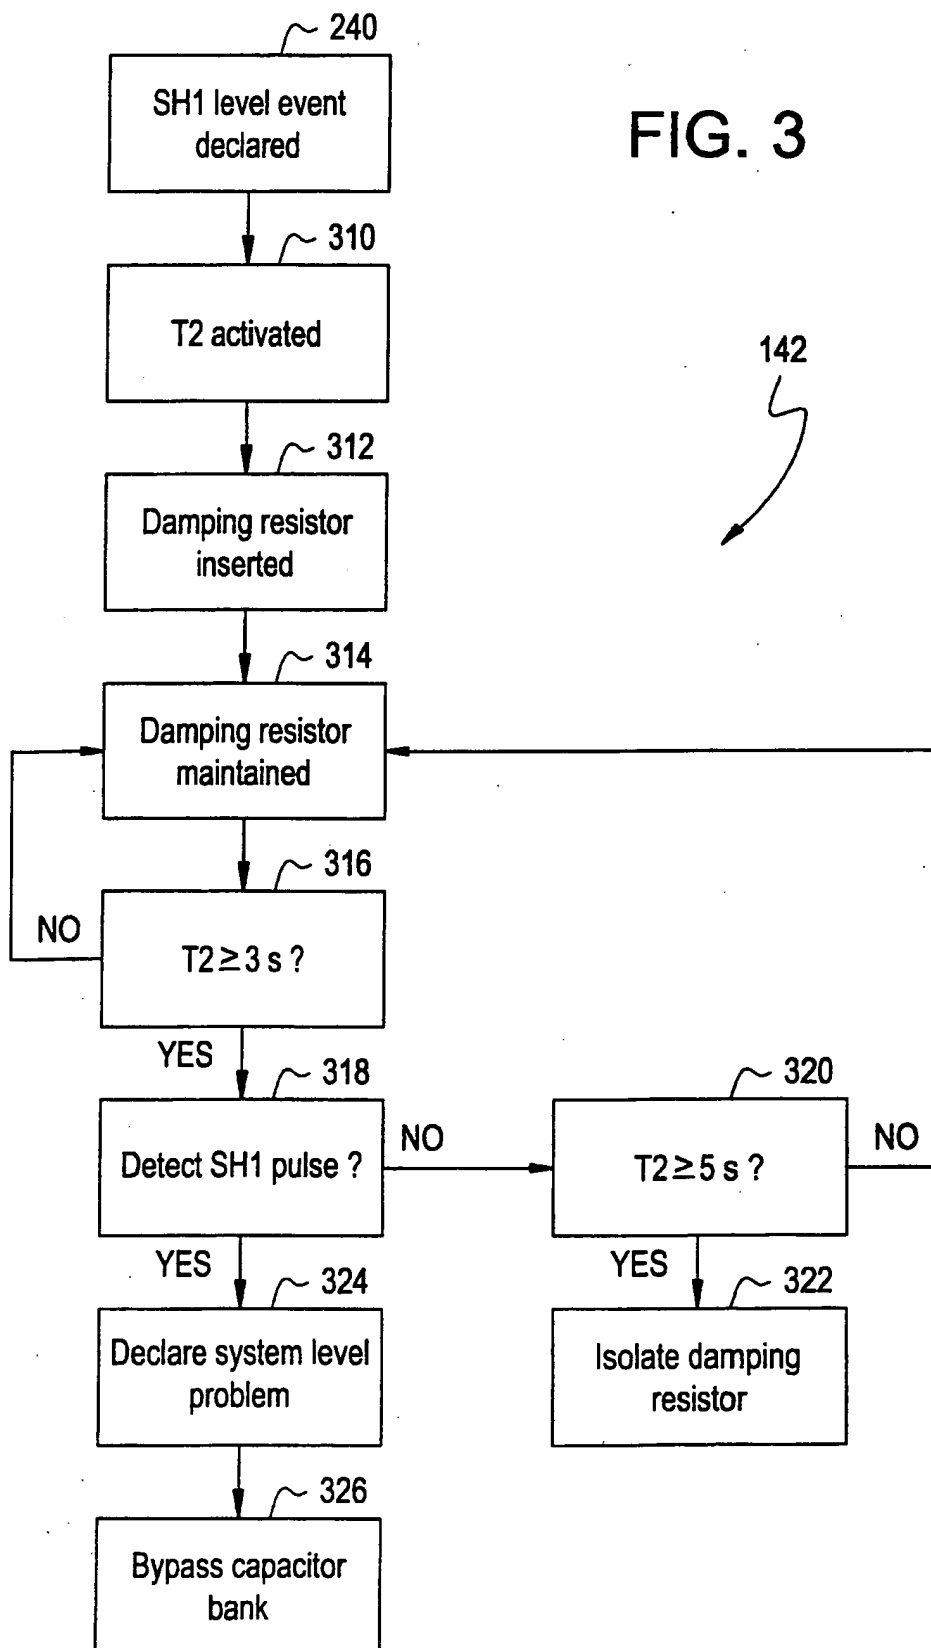 240
SH1 level event
declared
FIG. 3
310
T2 activated
142
312
Damping resistor
inserted
314
Damping resistor
maintained
316
NO
T2 ≥ 3 s ?
YES
318
320
Detect SH1 pulse ?
NO
T2 ≥ 5 s ?
NO
YES
YES
324
322
Declare system level
problem
Isolate damping
resistor
326
Bypass capacitor
bank